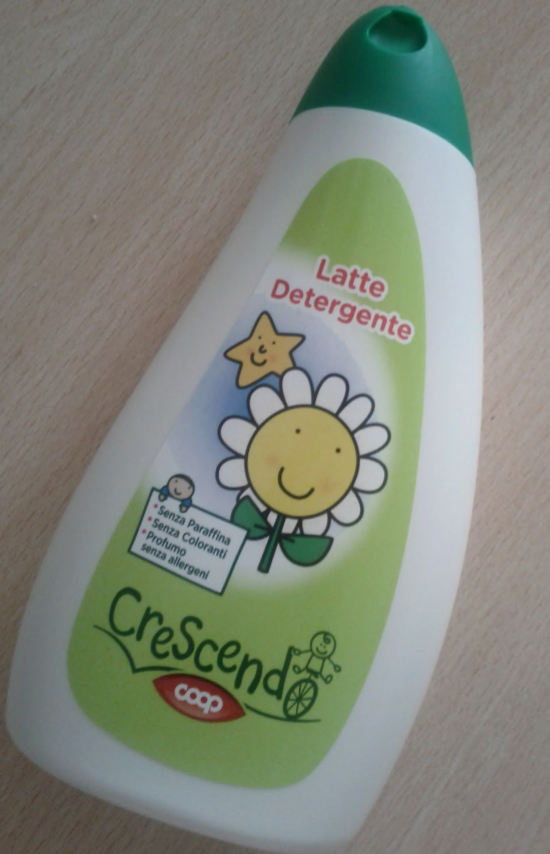 Latte
Detergente
• Senza Paraffina
• Senza Coloranti
• Profumo
senza allergeni
Crescendo
coop